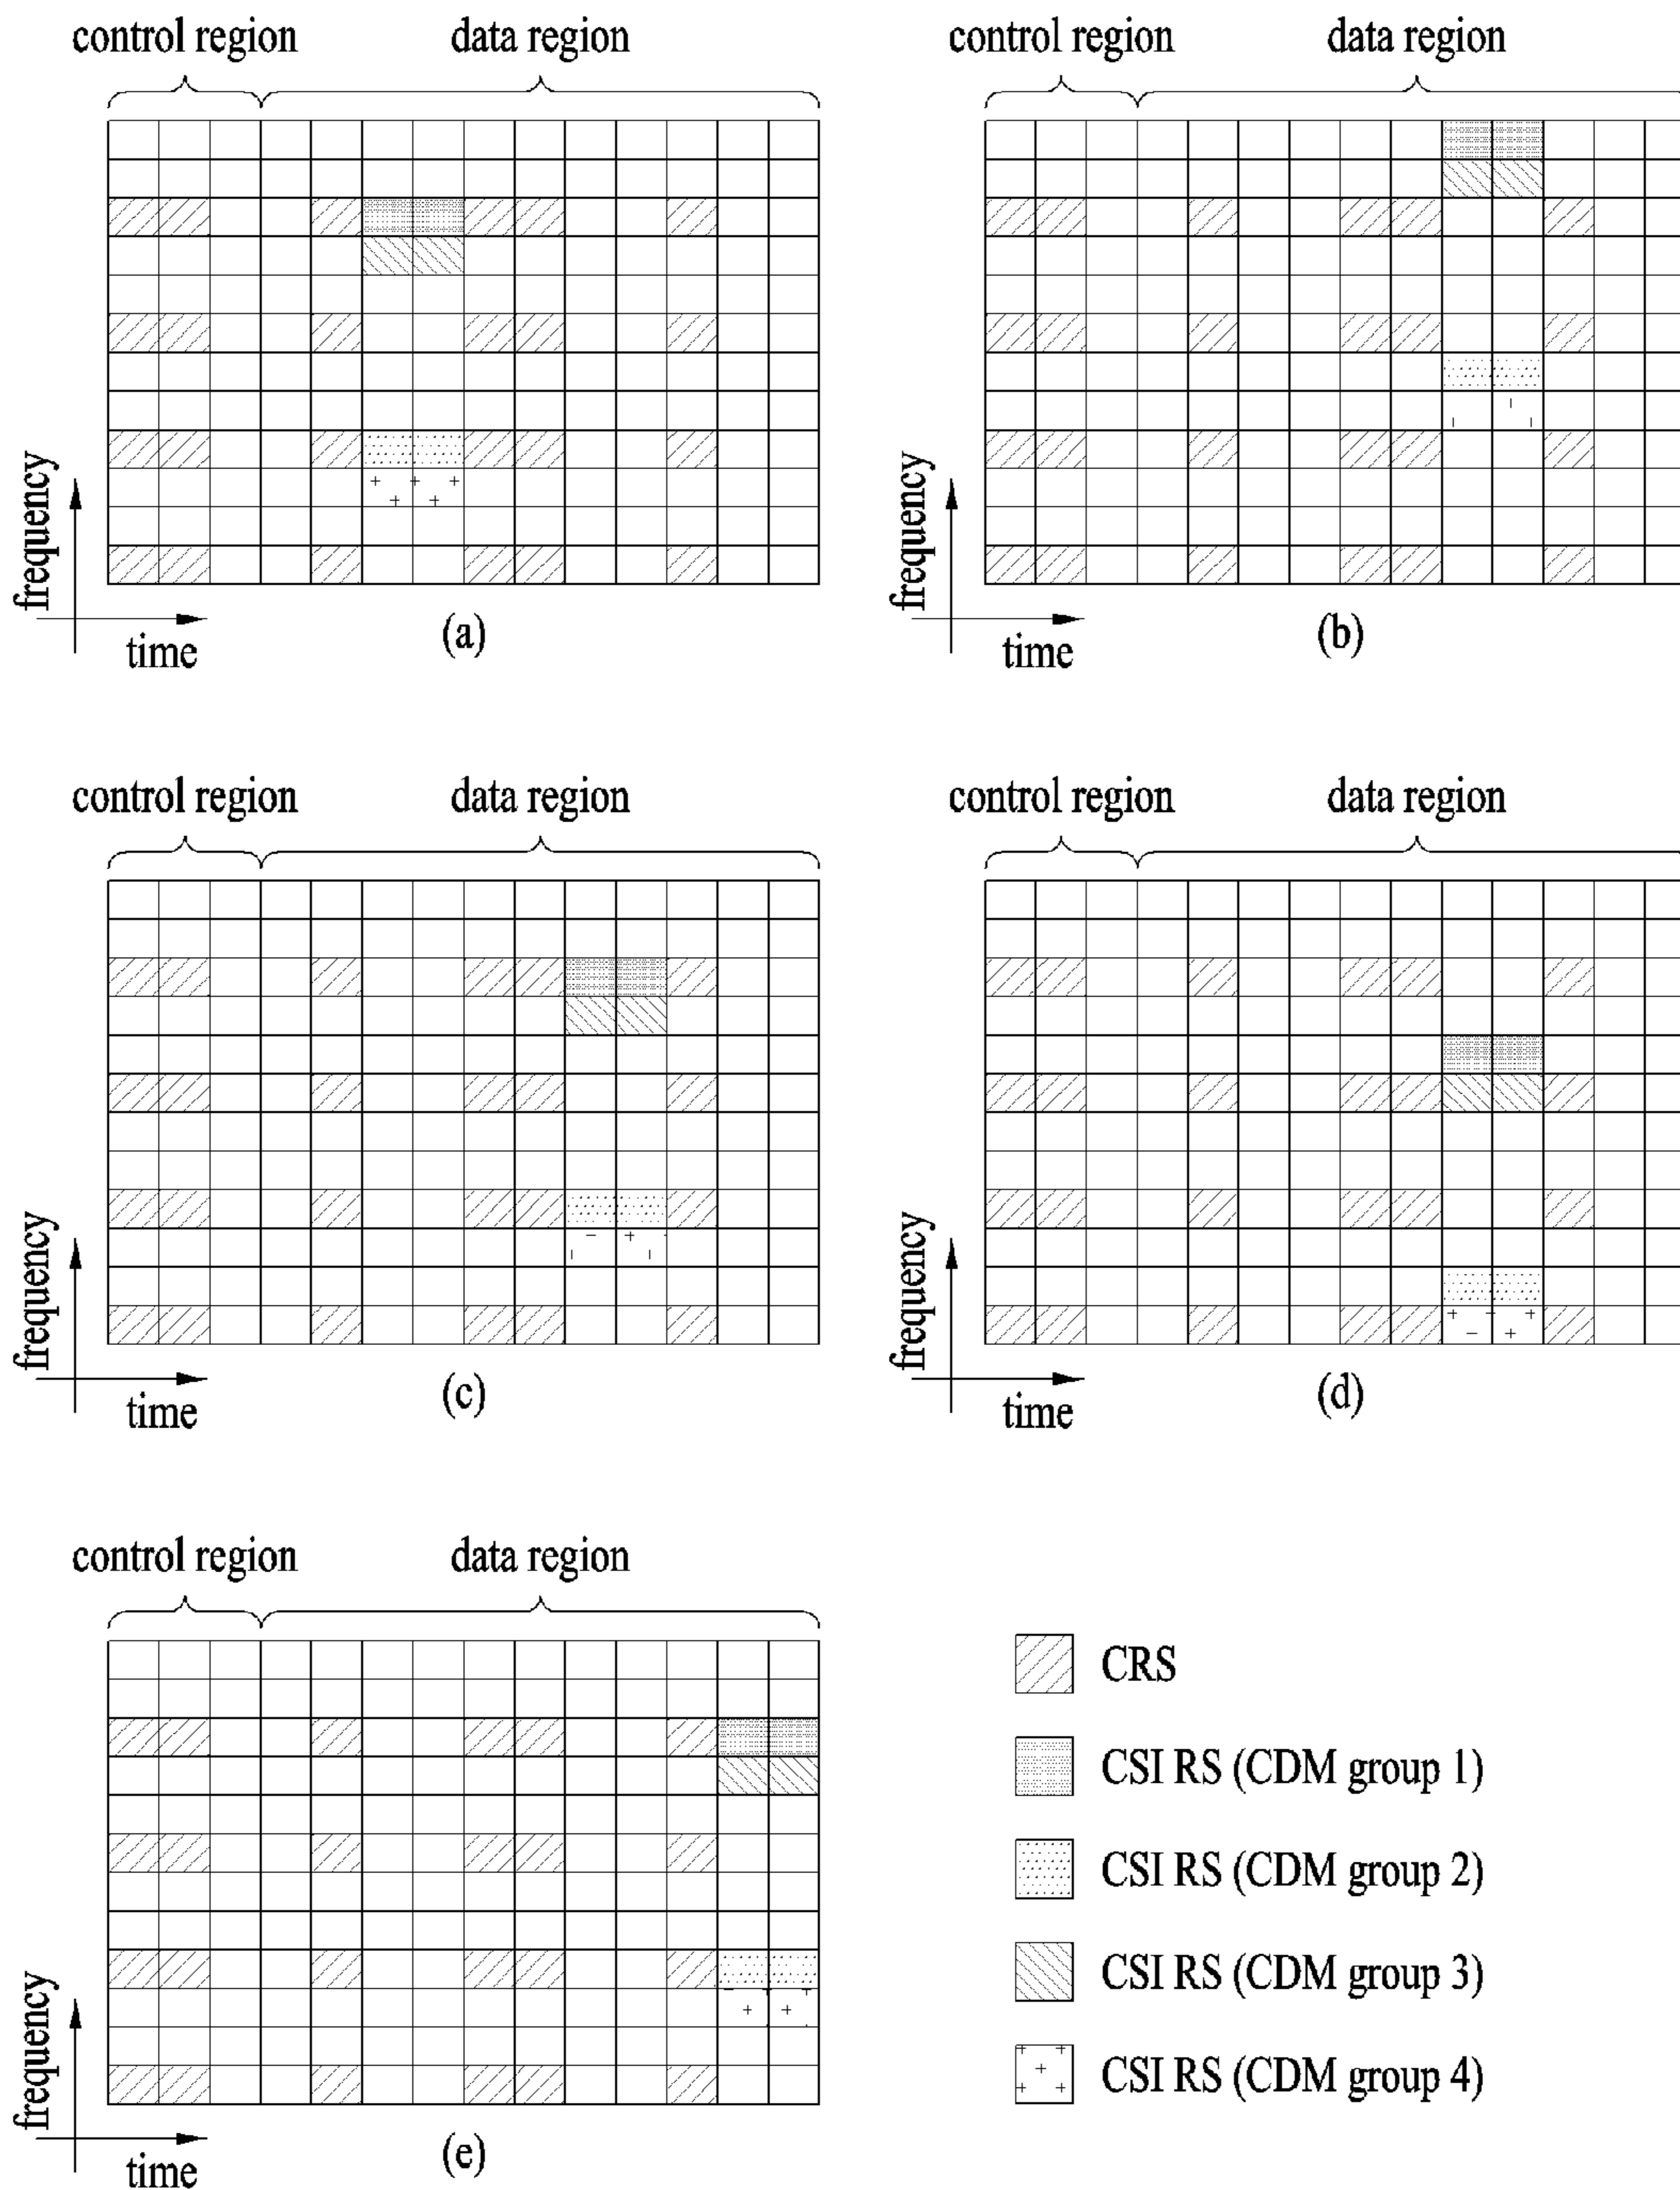 control region data region
control region data region
frequency
time
(a)
frequency
time
(b)
control region data region
control region data region
frequency
time
(c)
frequency
time
(d)
control region data region
frequency
time
(e)
CRS
CSI RS (CDM group 1)
CSI RS (CDM group 2)
CSI RS (CDM group 3)
CSI RS (CDM group 4)